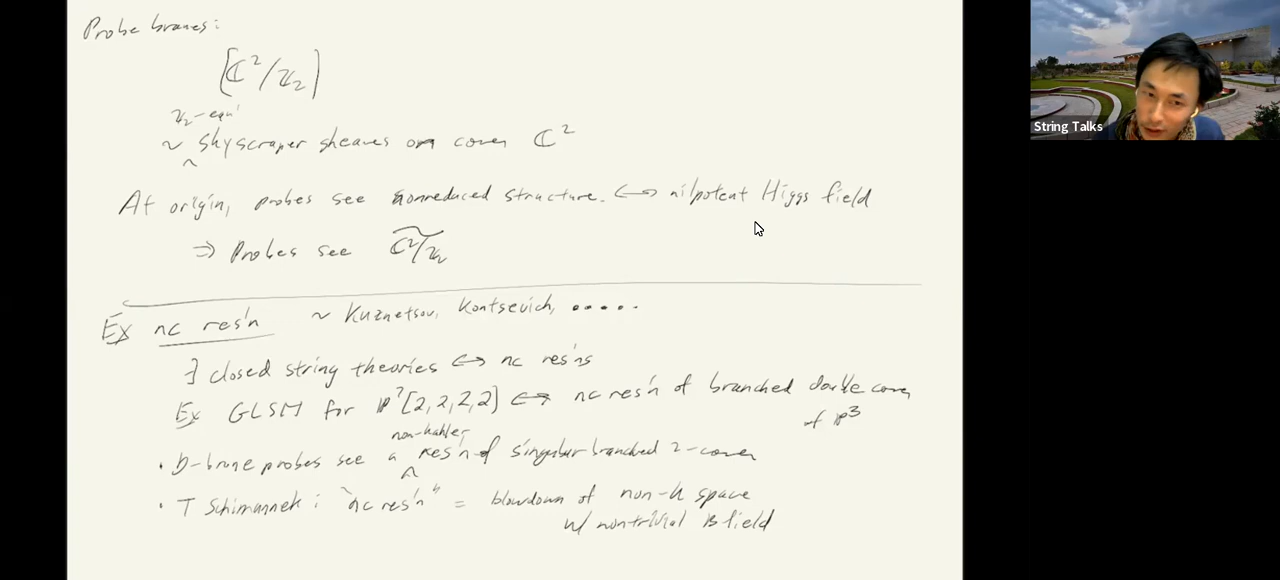 Probe branes:
[ℂ²/ℤ₂]
ℤ₂-equi
~ skyscraper sheaves on cover ℂ²
At origin, probes see nonreduced structure. ↔ nilpotent Higgs field
⇒ Probes see \widetilde{ℂ²/ℤ₂}
Ex nc res'n ~ Kuznetsov, Kontsevich, .....
∃ closed string theories ↔ nc res'ns
Ex GLSM for ℙ⁷[2,2,2,2] ↔ nc res'n of branched double cover
of ℙ³
non-kahler
· D-brane probes see a res'n of singular branched 2-cover
· T Schimannek: "nc res'n" = blowdown of non-K space
w/ nontrivial B field
String Talks